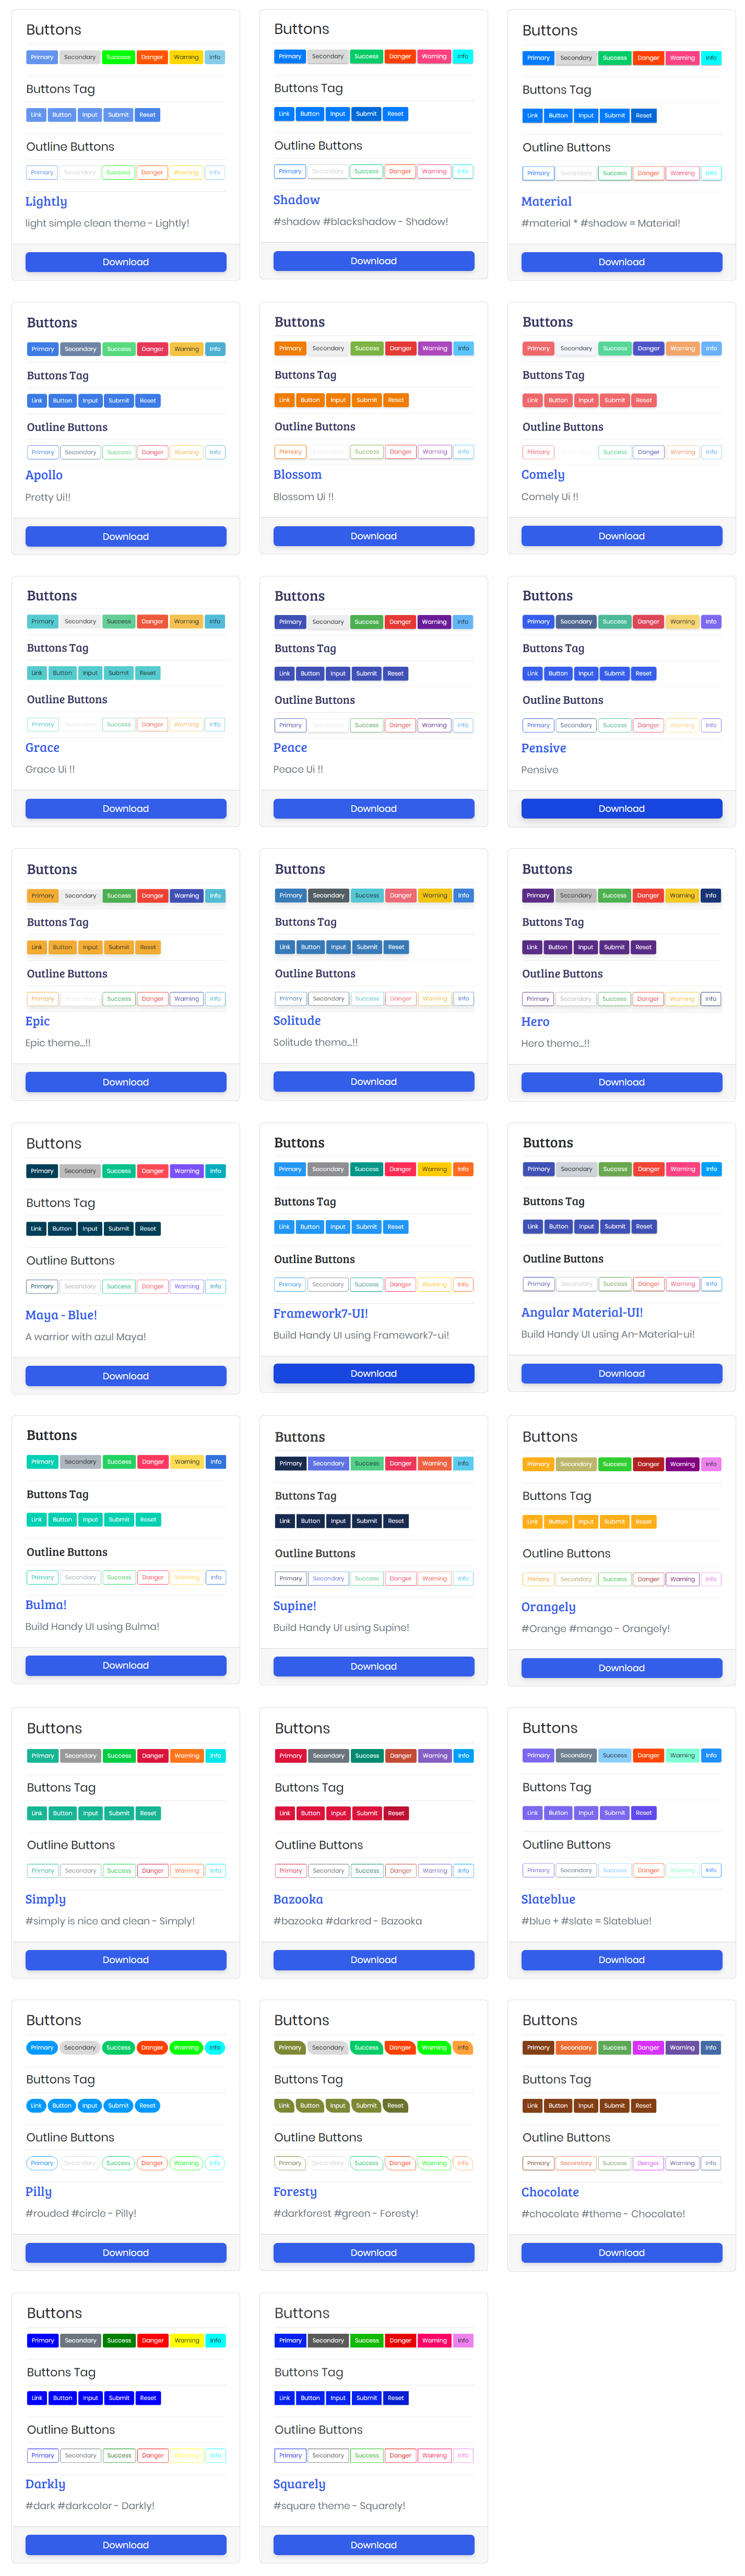 Buttons
Primary Secondary Success Danger Warning Info
Buttons Tag
Link Button Input Submit Reset
Outline Buttons
Primary Secondary Success Danger Warning Info
Lightly
light simple clean theme - Lightly!
Download
Buttons
Primary Secondary Success Danger Warning Info
Buttons Tag
Link Button Input Submit Reset
Outline Buttons
Primary Secondary Success Danger Warning Info
Shadow
#shadow #blackshadow - Shadow!
Download
Buttons
Primary Secondary Success Danger Warning Info
Buttons Tag
Link Button Input Submit Reset
Outline Buttons
Primary Secondary Success Danger Warning Info
Material
#material * #shadow = Material!
Download
Buttons
Primary Secondary Success Danger Warning Info
Buttons Tag
Link Button Input Submit Reset
Outline Buttons
Primary Secondary Success Danger Warning Info
Apollo
Pretty Ui!!
Download
Buttons
Primary Secondary Success Danger Warning Info
Buttons Tag
Link Button Input Submit Reset
Outline Buttons
Primary Success Danger Warning Info
Blossom
Blossom Ui !!
Download
Buttons
Primary Secondary Success Danger Warning Info
Buttons Tag
Link Button Input Submit Reset
Outline Buttons
Primary Success Danger Warning Info
Comely
Comely Ui !!
Download
Buttons
Primary Secondary Success Danger Warning Info
Buttons Tag
Link Button Input Submit Reset
Outline Buttons
Primary Success Danger Warning Info
Grace
Grace Ui !!
Download
Buttons
Primary Secondary Success Danger Warning Info
Buttons Tag
Link Button Input Submit Reset
Outline Buttons
Primary Success Danger Warning Info
Peace
Peace Ui !!
Download
Buttons
Primary Secondary Success Danger Warning Info
Buttons Tag
Link Button Input Submit Reset
Outline Buttons
Primary Secondary Success Danger Warning Info
Pensive
Pensive
Download
Buttons
Primary Secondary Success Danger Warning Info
Buttons Tag
Link Button Input Submit Reset
Outline Buttons
Primary Success Danger Warning Info
Epic
Epic theme...!!
Download
Buttons
Primary Secondary Success Danger Warning Info
Buttons Tag
Link Button Input Submit Reset
Outline Buttons
Primary Secondary Success Danger Warning Info
Solitude
Solitude theme...!!
Download
Buttons
Primary Secondary Success Danger Warning Info
Buttons Tag
Link Button Input Submit Reset
Outline Buttons
Primary Secondary Success Danger Warning Info
Hero
Hero theme...!!
Download
Buttons
Primary Secondary Success Danger Warning Info
Buttons Tag
Link Button Input Submit Reset
Outline Buttons
Primary Secondary Success Danger Warning Info
Maya - Blue!
A warrior with azul Maya!
Download
Buttons
Primary Secondary Success Danger Warning Info
Buttons Tag
Link Button Input Submit Reset
Outline Buttons
Primary Secondary Success Danger Warning Info
Framework7-UI!
Build Handy UI using Framework7-ui!
Download
Buttons
Primary Secondary Success Danger Warning Info
Buttons Tag
Link Button Input Submit Reset
Outline Buttons
Primary Secondary Success Danger Warning Info
Angular Material-UI!
Build Handy UI using An-Material-ui!
Download
Buttons
Primary Secondary Success Danger Warning Info
Buttons Tag
Link Button Input Submit Reset
Outline Buttons
Primary Secondary Success Danger Warning Info
Bulma!
Build Handy UI using Bulma!
Download
Buttons
Primary Secondary Success Danger Warning Info
Buttons Tag
Link Button Input Submit Reset
Outline Buttons
Primary Secondary Success Danger Warning Info
Supine!
Build Handy UI using Supine!
Download
Buttons
Primary Secondary Success Danger Warning Info
Buttons Tag
Link Button Input Submit Reset
Outline Buttons
Primary Secondary Success Danger Warning Info
Orangely
#Orange #mango - Orangely!
Download
Buttons
Primary Secondary Success Danger Warning Info
Buttons Tag
Link Button Input Submit Reset
Outline Buttons
Primary Secondary Success Danger Warning Info
Simply
#simply is nice and clean - Simply!
Download
Buttons
Primary Secondary Success Danger Warning Info
Buttons Tag
Link Button Input Submit Reset
Outline Buttons
Primary Secondary Success Danger Warning Info
Bazooka
#bazooka #darkred - Bazooka
Download
Buttons
Primary Secondary Success Danger Warning Info
Buttons Tag
Link Button Input Submit Reset
Outline Buttons
Primary Secondary Success Danger Warning Info
Slateblue
#blue + #slate = Slateblue!
Download
Buttons
Primary Secondary Success Danger Warning Info
Buttons Tag
Link Button Input Submit Reset
Outline Buttons
Primary Secondary Success Danger Warning Info
Pilly
#rouded #circle - Pilly!
Download
Buttons
Primary Secondary Success Danger Warning Info
Buttons Tag
Link Button Input Submit Reset
Outline Buttons
Primary Secondary Success Danger Warning Info
Foresty
#darkforest #green - Foresty!
Download
Buttons
Primary Secondary Success Danger Warning Info
Buttons Tag
Link Button Input Submit Reset
Outline Buttons
Primary Secondary Success Danger Warning Info
Chocolate
#chocolate #theme - Chocolate!
Download
Buttons
Primary Secondary Success Danger Warning Info
Buttons Tag
Link Button Input Submit Reset
Outline Buttons
Primary Secondary Success Danger Info
Darkly
#dark #darkcolor - Darkly!
Download
Buttons
Primary Secondary Success Danger Warning Info
Buttons Tag
Link Button Input Submit Reset
Outline Buttons
Primary Secondary Success Danger Warning Info
Squarely
#square theme - Squarely!
Download